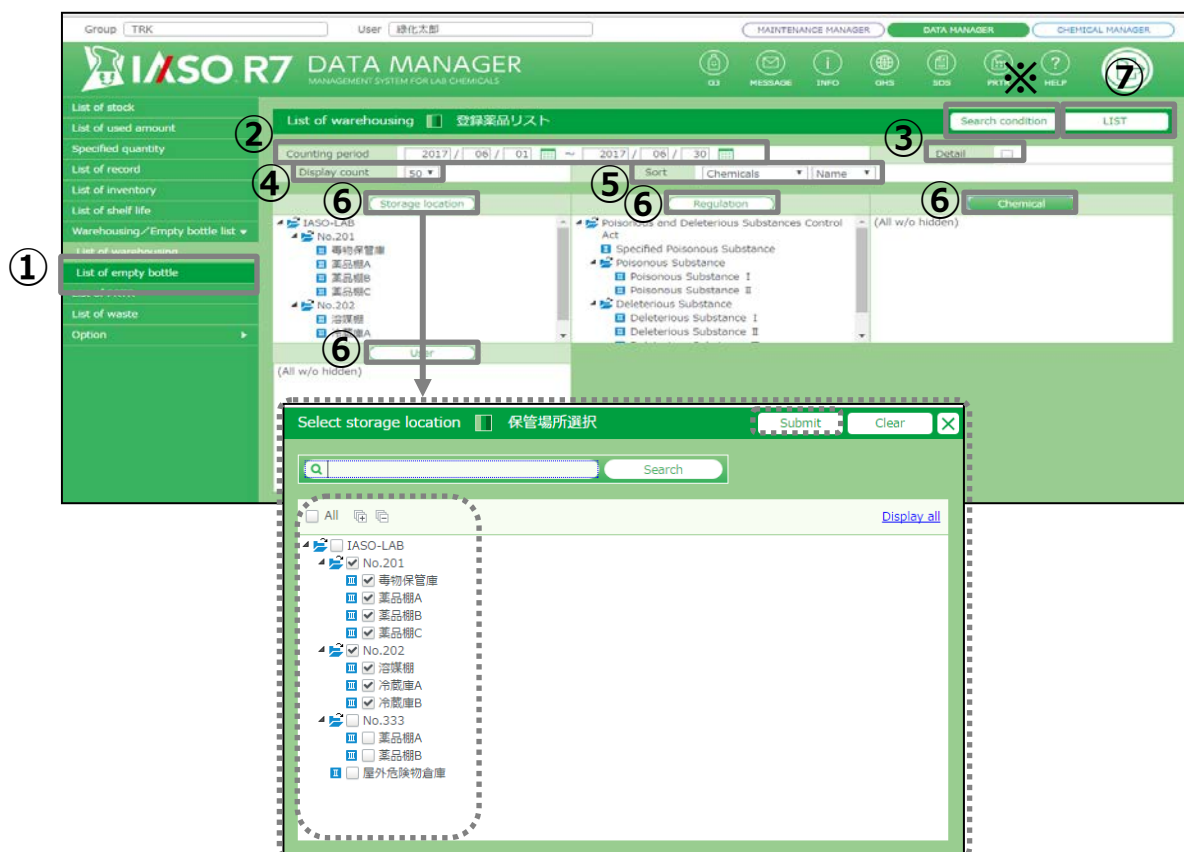 Group TRK User 緑化太郎 MAINTENANCE MANAGER DATA MANAGER CHEMICAL MANAGER
IASO R7 DATA MANAGER
MANAGEMENT SYSTEM FOR LAB CHEMICALS
G3 MESSAGE INFO GHS SDS PRTR HELP
※ ⑦
List of stock
List of used amount
Specified quantity
List of record
List of inventory
List of shelf life
Warehousing/Empty bottle list
List of warehousing
① List of empty bottle
List of waste
Option
② List of warehousing 登録薬品リスト Search condition LIST
Counting period 2017 / 06 / 01 ~ 2017 / 06 / 30 ③ Detail
④ Display count 50 ⑤ Sort Chemicals Name
⑥ Storage location ⑥ Regulation ⑥ Chemical
IASO-LAB
No.201
毒物保管庫
薬品棚A
薬品棚B
薬品棚C
No.202
溶媒棚
冷蔵庫A
Poisonous and Deleterious Substances Control
Act
Specified Poisonous Substance
Poisonous Substance
Poisonous Substance Ⅰ
Poisonous Substance Ⅱ
Deleterious Substance
Deleterious Substance Ⅰ
Deleterious Substance Ⅱ
(All w/o hidden)
⑥ User
(All w/o hidden)
Select storage location 保管場所選択 Submit Clear
Search
All Display all
IASO-LAB
No.201
毒物保管庫
薬品棚A
薬品棚B
薬品棚C
No.202
溶媒棚
冷蔵庫A
冷蔵庫B
No.333
薬品棚A
薬品棚B
屋外危険物倉庫